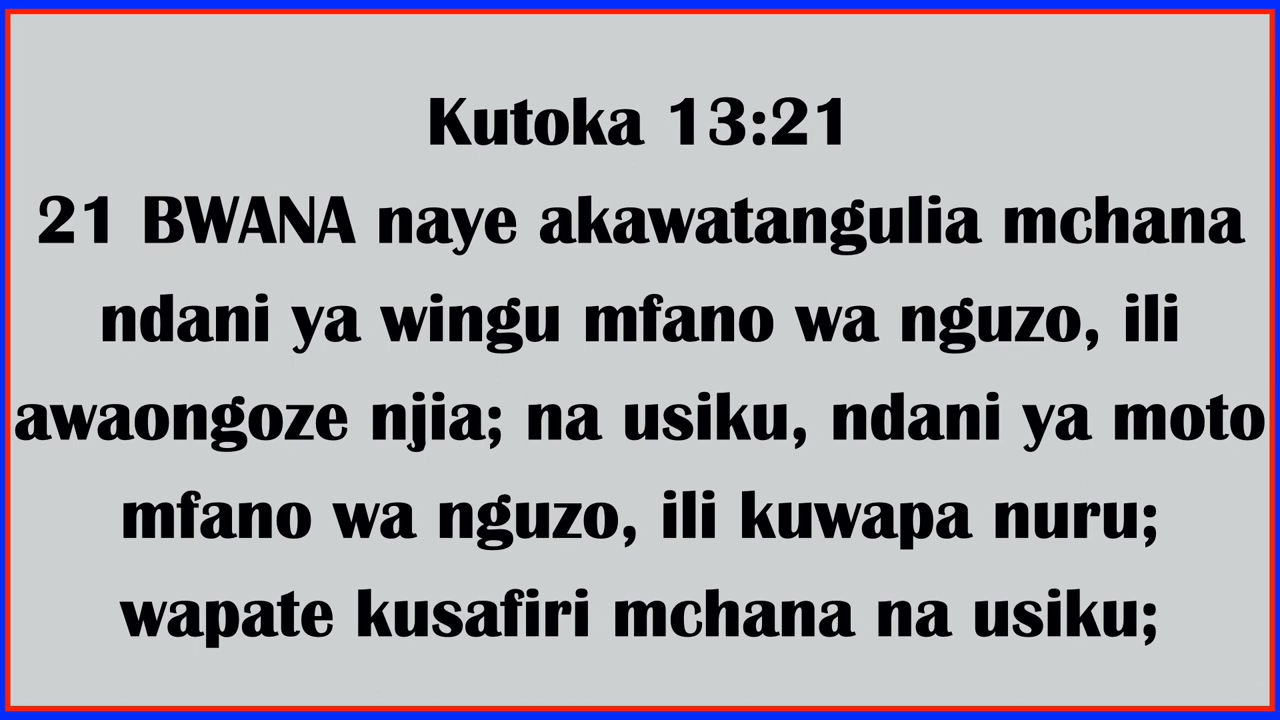 Kutoka 13:21
21 BWANA naye akawatangulia mchana
ndani ya wingu mfano wa nguzo, ili
awaongoze njia; na usiku, ndani ya moto
mfano wa nguzo, ili kuwapa nuru;
wapate kusafiri mchana na usiku;